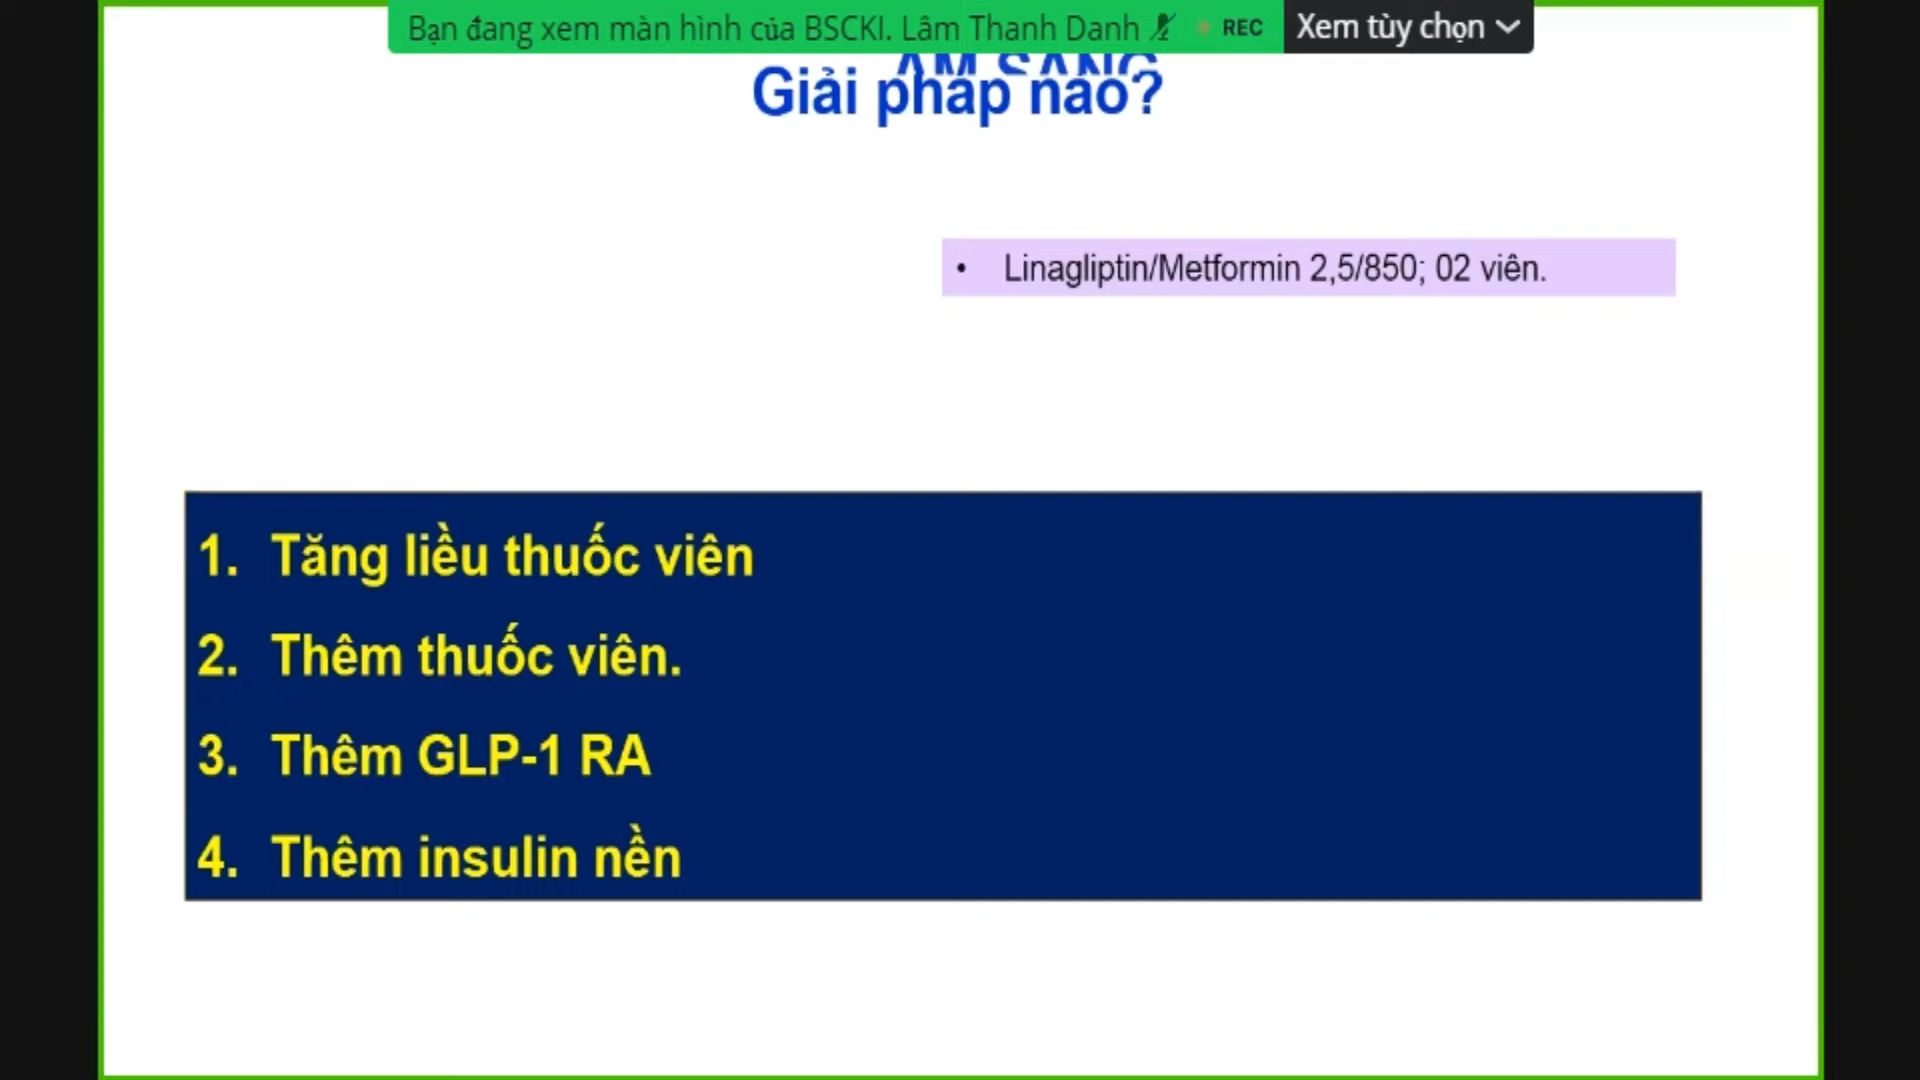 Bạn đang xem màn hình của BSCKI. Lâm Thanh Danh
REC
Xem tùy chọn
Giải pháp nào?
• Linagliptin/Metformin 2,5/850; 02 viên.
1. Tăng liều thuốc viên
2. Thêm thuốc viên.
3. Thêm GLP-1 RA
4. Thêm insulin nền